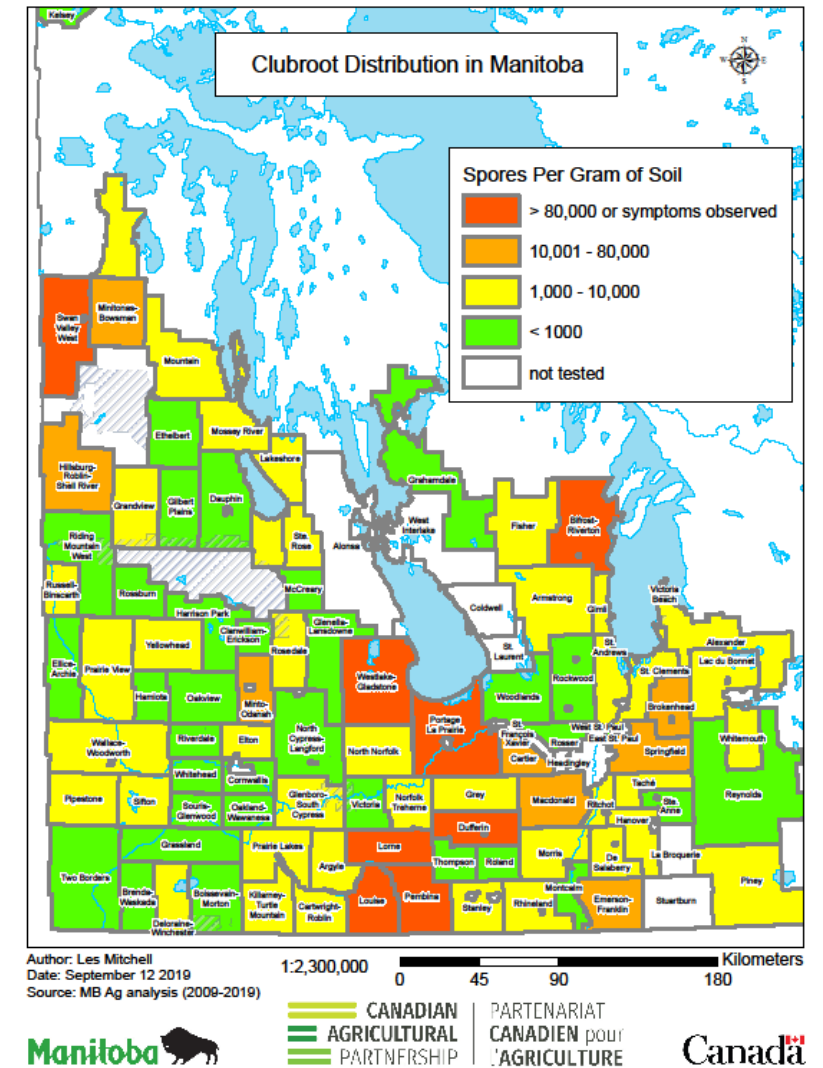 Kelsey
Clubroot Distribution in Manitoba
N
W E
S
Spores Per Gram of Soil
> 80,000 or symptoms observed
10,001 - 80,000
1,000 - 10,000
< 1000
not tested
Swan
Valley
West
Minitonas-
Bowsman
Mountain
Ethelbert
Mossey River
Lakeshore
Hillsburg-
Roblin-
Shell River
Grandview
Gilbert
Plains
Dauphin
Grahamdale
West
Interlake
Fisher
Bifrost-
Riverton
Riding
Mountain
West
Ste.
Rose
Alonsa
Russell-
Binscarth
Rossburn
McCreary
Coldwell
Armstrong
Gimli
Victoria
Beach
Harrison Park
Clanwilliam-
Erickson
Glenella-
Lansdowne
Yellowhead
Rosedale
St.
Laurent
St.
Andrews
Alexander
Ellice-
Archie
Prairie View
Westlake-
Gladstone
Rockwood
St. Clements
Lac du Bonnet
Hamiota
Oakview
Minto-
Odanah
Woodlands
Brokenhead
Wallace-
Woodworth
Riverdale
Elton
North
Cypress-
Langford
North Norfolk
Portage
La Prairie
St.
François
Xavier
Cartier
Rosser
Headingley
West St. Paul
East St. Paul
Springfield
Whitemouth
Whitehead
Cornwallis
Pipestone
Sifton
Souris-
Glenwood
Oakland-
Wawanesa
Glenboro-
South
Cypress
Victoria
Norfolk
Treherne
Grey
Macdonald
Ritchot
Taché
Ste.
Anne
Reynolds
Hanover
Dufferin
Grassland
Prairie Lakes
Argyle
Lorne
Thompson
Roland
Morris
De
Salaberry
La Broquerie
Two Borders
Brenda-
Waskada
Deloraine-
Winchester
Boissevain-
Morton
Killarney-
Turtle
Mountain
Cartwright-
Roblin
Louise
Pembina
Stanley
Rhineland
Montcalm
Emerson-
Franklin
Stuartburn
Piney
Author: Les Mitchell
Date: September 12 2019
Source: MB Ag analysis (2009-2019)
1:2,300,000
Kilometers
0 45 90 180
CANADIAN
AGRICULTURAL
PARTNERSHIP
PARTENARIAT
CANADIEN pour
l'AGRICULTURE
Manitoba
Canada